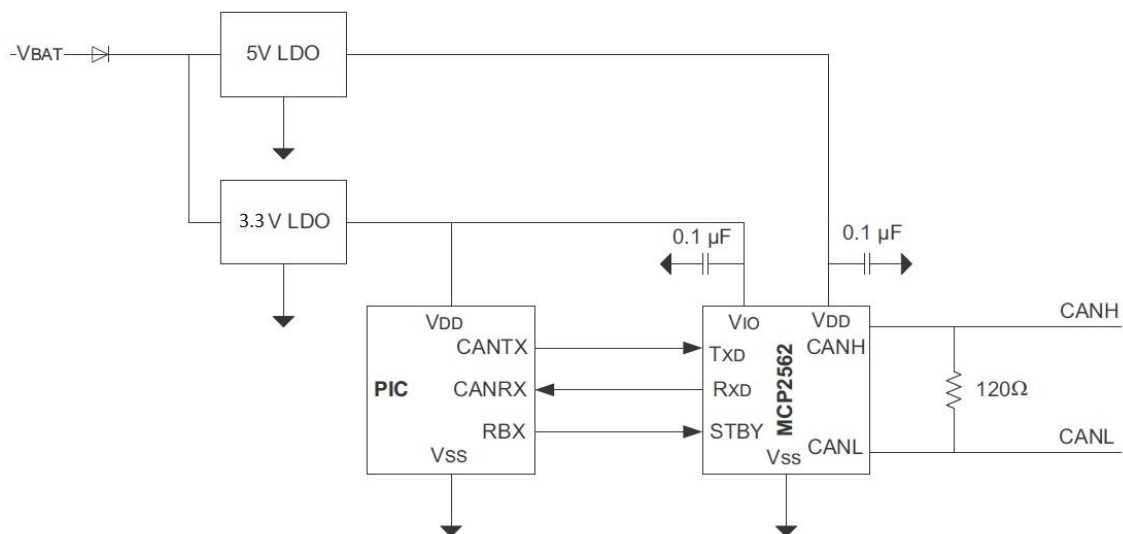 5V LDO
-VBAT
3.3 V LDO
0.1 µF
0.1 µF
VDD
VIO
VDD
CANH
CANTX
TXD
CANH
PIC
CANRX
RXD
MCP2562
120Ω
RBX
STBY
CANL
CANL
VSS
VSS